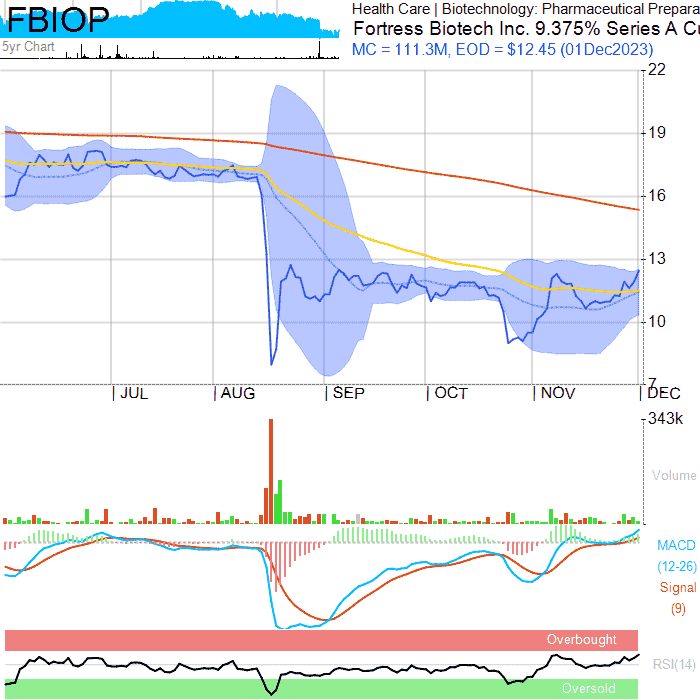 FBIOP
5yr Chart
Health Care | Biotechnology: Pharmaceutical Prepara
Fortress Biotech Inc. 9.375% Series A Cu
MC = 111.3M, EOD = $12.45 (01Dec2023)
22
19
16
13
10
7
JUL AUG SEP OCT NOV DEC
343k
Volume
MACD
(12-26)
Signal
(9)
Overbought
RSI(14)
Oversold